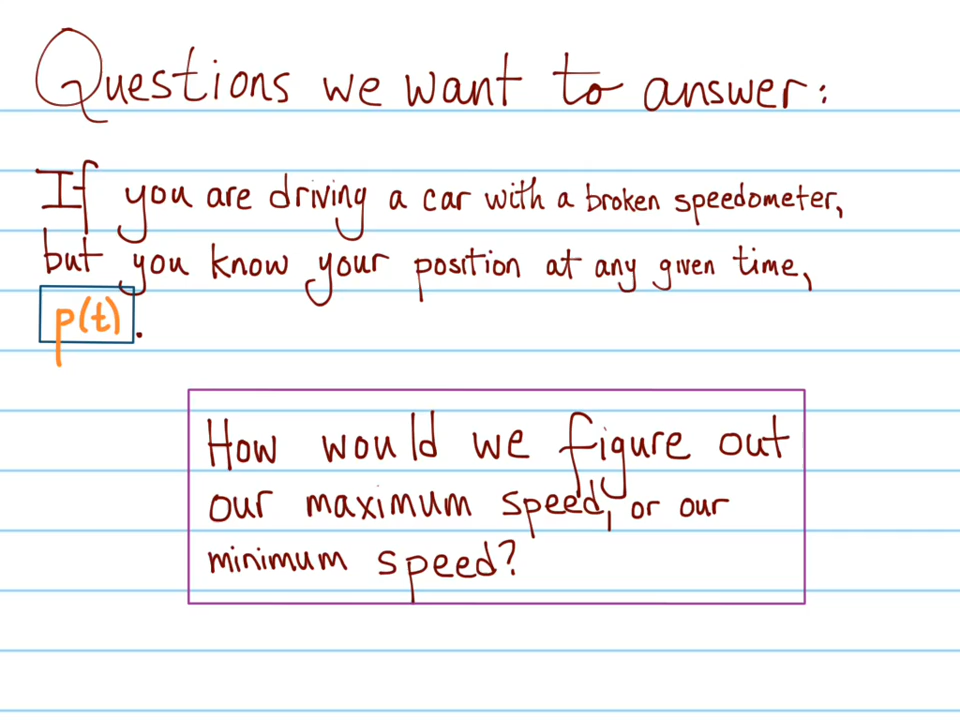 Questions we want to answer:
If you are driving a car with a broken speedometer,
but you know your position at any given time,
p(t).
How would we figure out
our maximum speed, or our
minimum speed?